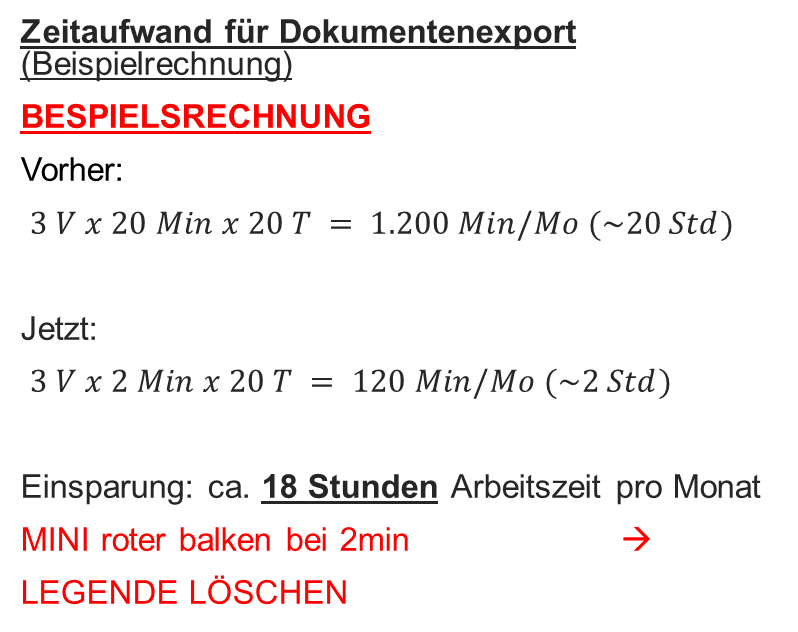 Zeitaufwand für Dokumentenexport
(Beispielrechnung)
BESPIELSRECHNUNG
Vorher:
3 V x 20 Min x 20 T = 1.200 Min/Mo (~20 Std)
Jetzt:
3 V x 2 Min x 20 T = 120 Min/Mo (~2 Std)
Einsparung: ca. 18 Stunden Arbeitszeit pro Monat
MINI roter balken bei 2min →
LEGENDE LÖSCHEN